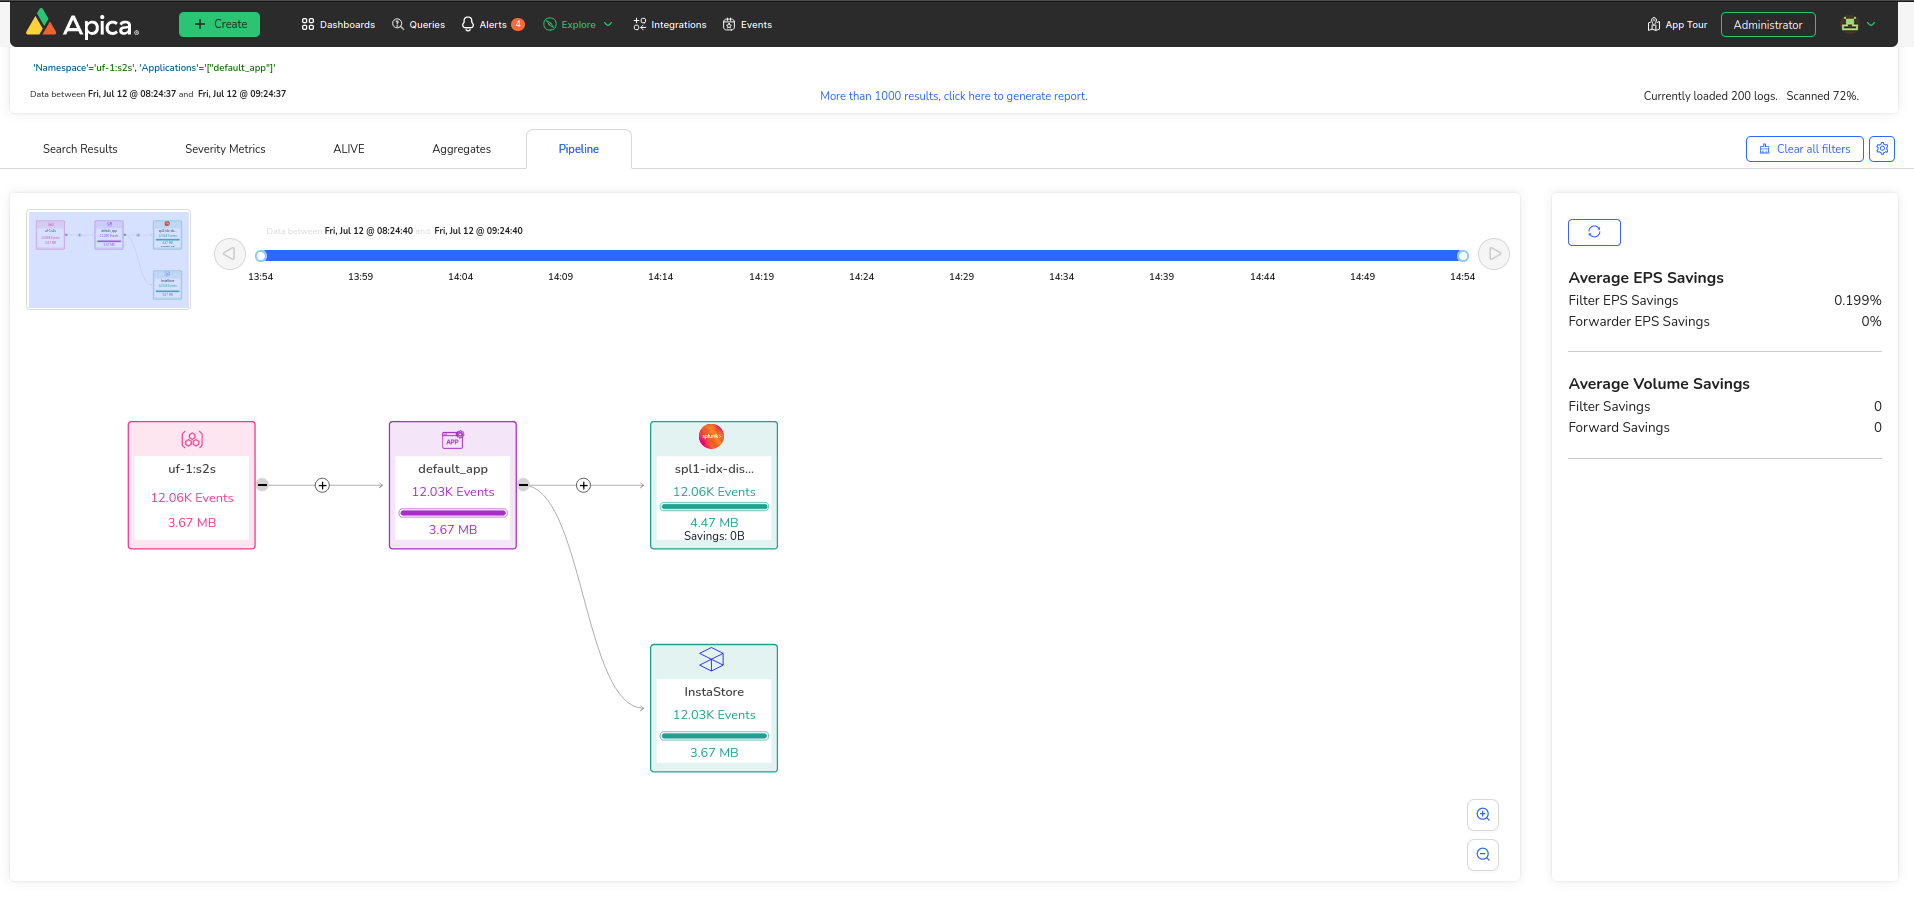 Apica
Create
Dashboards
Queries
Alerts 4
Explore
Integrations
Events
App Tour
Administrator
'Namespace'='uf-1:s2s', 'Applications'='["default_app"]'
Data between Fri, Jul 12 @ 08:24:37 and Fri, Jul 12 @ 09:24:37
More than 1000 results, click here to generate report.
Currently loaded 200 logs. Scanned 72%.
Search Results
Severity Metrics
ALIVE
Aggregates
Pipeline
Clear all filters
Data between Fri, Jul 12 @ 08:24:40 and Fri, Jul 12 @ 09:24:40
13:54 13:59 14:04 14:09 14:14 14:19 14:24 14:29 14:34 14:39 14:44 14:49 14:54
uf-1:s2s
12.06K Events
3.67 MB
APP
default_app
12.03K Events
3.67 MB
splunk>
spl1-idx-dis...
12.06K Events
4.47 MB
Savings: 0B
InstaStore
12.03K Events
3.67 MB
Average EPS Savings
Filter EPS Savings 0.199%
Forwarder EPS Savings 0%
Average Volume Savings
Filter Savings 0
Forward Savings 0